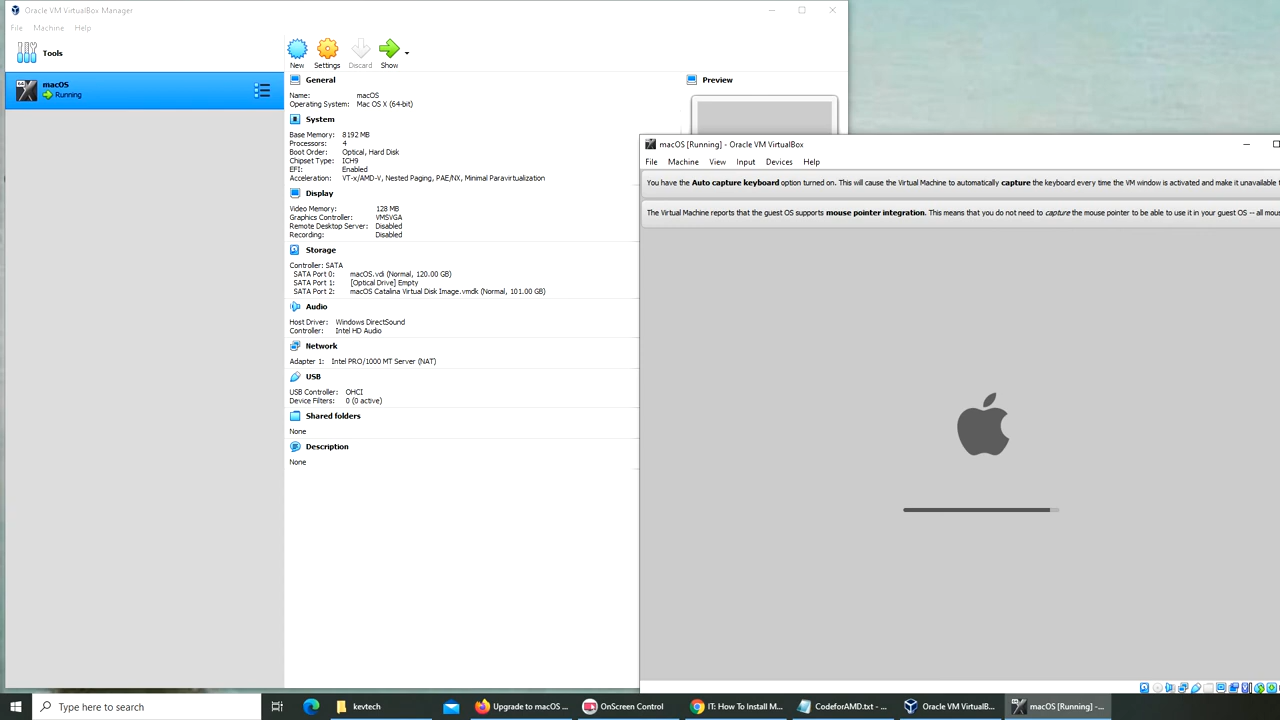 Oracle VM VirtualBox Manager
File Machine Help
Tools
New Settings Discard Show
64
macOS
Running
General
Name: macOS
Operating System: Mac OS X (64-bit)
Preview
System
Base Memory: 8192 MB
Processors: 4
Boot Order: Optical, Hard Disk
Chipset Type: ICH9
EFI: Enabled
Acceleration: VT-x/AMD-V, Nested Paging, PAE/NX, Minimal Paravirtualization
Display
Video Memory: 128 MB
Graphics Controller: VMSVGA
Remote Desktop Server: Disabled
Recording: Disabled
Storage
Controller: SATA
SATA Port 0: macOS.vdi (Normal, 120.00 GB)
SATA Port 1: [Optical Drive] Empty
SATA Port 2: macOS Catalina Virtual Disk Image.vmdk (Normal, 101.00 GB)
Audio
Host Driver: Windows DirectSound
Controller: Intel HD Audio
Network
Adapter 1: Intel PRO/1000 MT Server (NAT)
USB
USB Controller: OHCI
Device Filters: 0 (0 active)
Shared folders
None
Description
None
macOS [Running] - Oracle VM VirtualBox
File Machine View Input Devices Help
You have the Auto capture keyboard option turned on. This will cause the Virtual Machine to automatically capture the keyboard every time the VM window is activated and make it unavailable
The Virtual Machine reports that the guest OS supports mouse pointer integration. This means that you do not need to capture the mouse pointer to be able to use it in your guest OS -- all
Type here to search
kevtech
Upgrade to macOS ...
OnScreen Control
IT: How To Install M...
CodeforAMD.txt - ...
Oracle VM VirtualB...
macOS [Running] -...